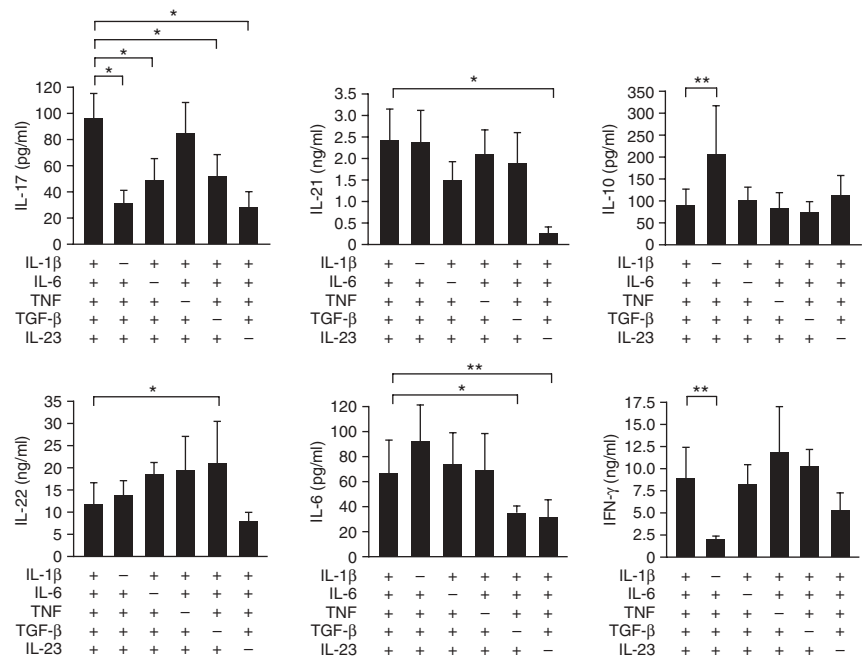 *
*
*
*
IL-17 (pg/ml)
120
100
80
60
40
20
0
IL-1β + – + + + +
IL-6 + + – + + +
TNF + + + – + +
TGF-β + + + + – +
IL-23 + + + + + –
*
IL-21 (ng/ml)
3.5
3.0
2.5
2.0
1.5
1.0
0.5
0
IL-1β + – + + + +
IL-6 + + – + + +
TNF + + + – + +
TGF-β + + + + – +
IL-23 + + + + + –
**
IL-10 (pg/ml)
350
300
250
200
150
100
50
0
IL-1β + – + + + +
IL-6 + + – + + +
TNF + + + – + +
TGF-β + + + + – +
IL-23 + + + + + –
*
IL-22 (ng/ml)
35
30
25
20
15
10
5
0
IL-1β + – + + + +
IL-6 + + – + + +
TNF + + + – + +
TGF-β + + + + – +
IL-23 + + + + + –
**
*
IL-6 (pg/ml)
120
100
80
60
40
20
0
IL-1β + – + + + +
IL-6 + + – + + +
TNF + + + – + +
TGF-β + + + + – +
IL-23 + + + + + –
**
IFN-γ (ng/ml)
17.5
15.0
12.5
10.0
7.5
5.0
2.5
0
IL-1β + – + + + +
IL-6 + + – + + +
TNF + + + – + +
TGF-β + + + + – +
IL-23 + + + + + –